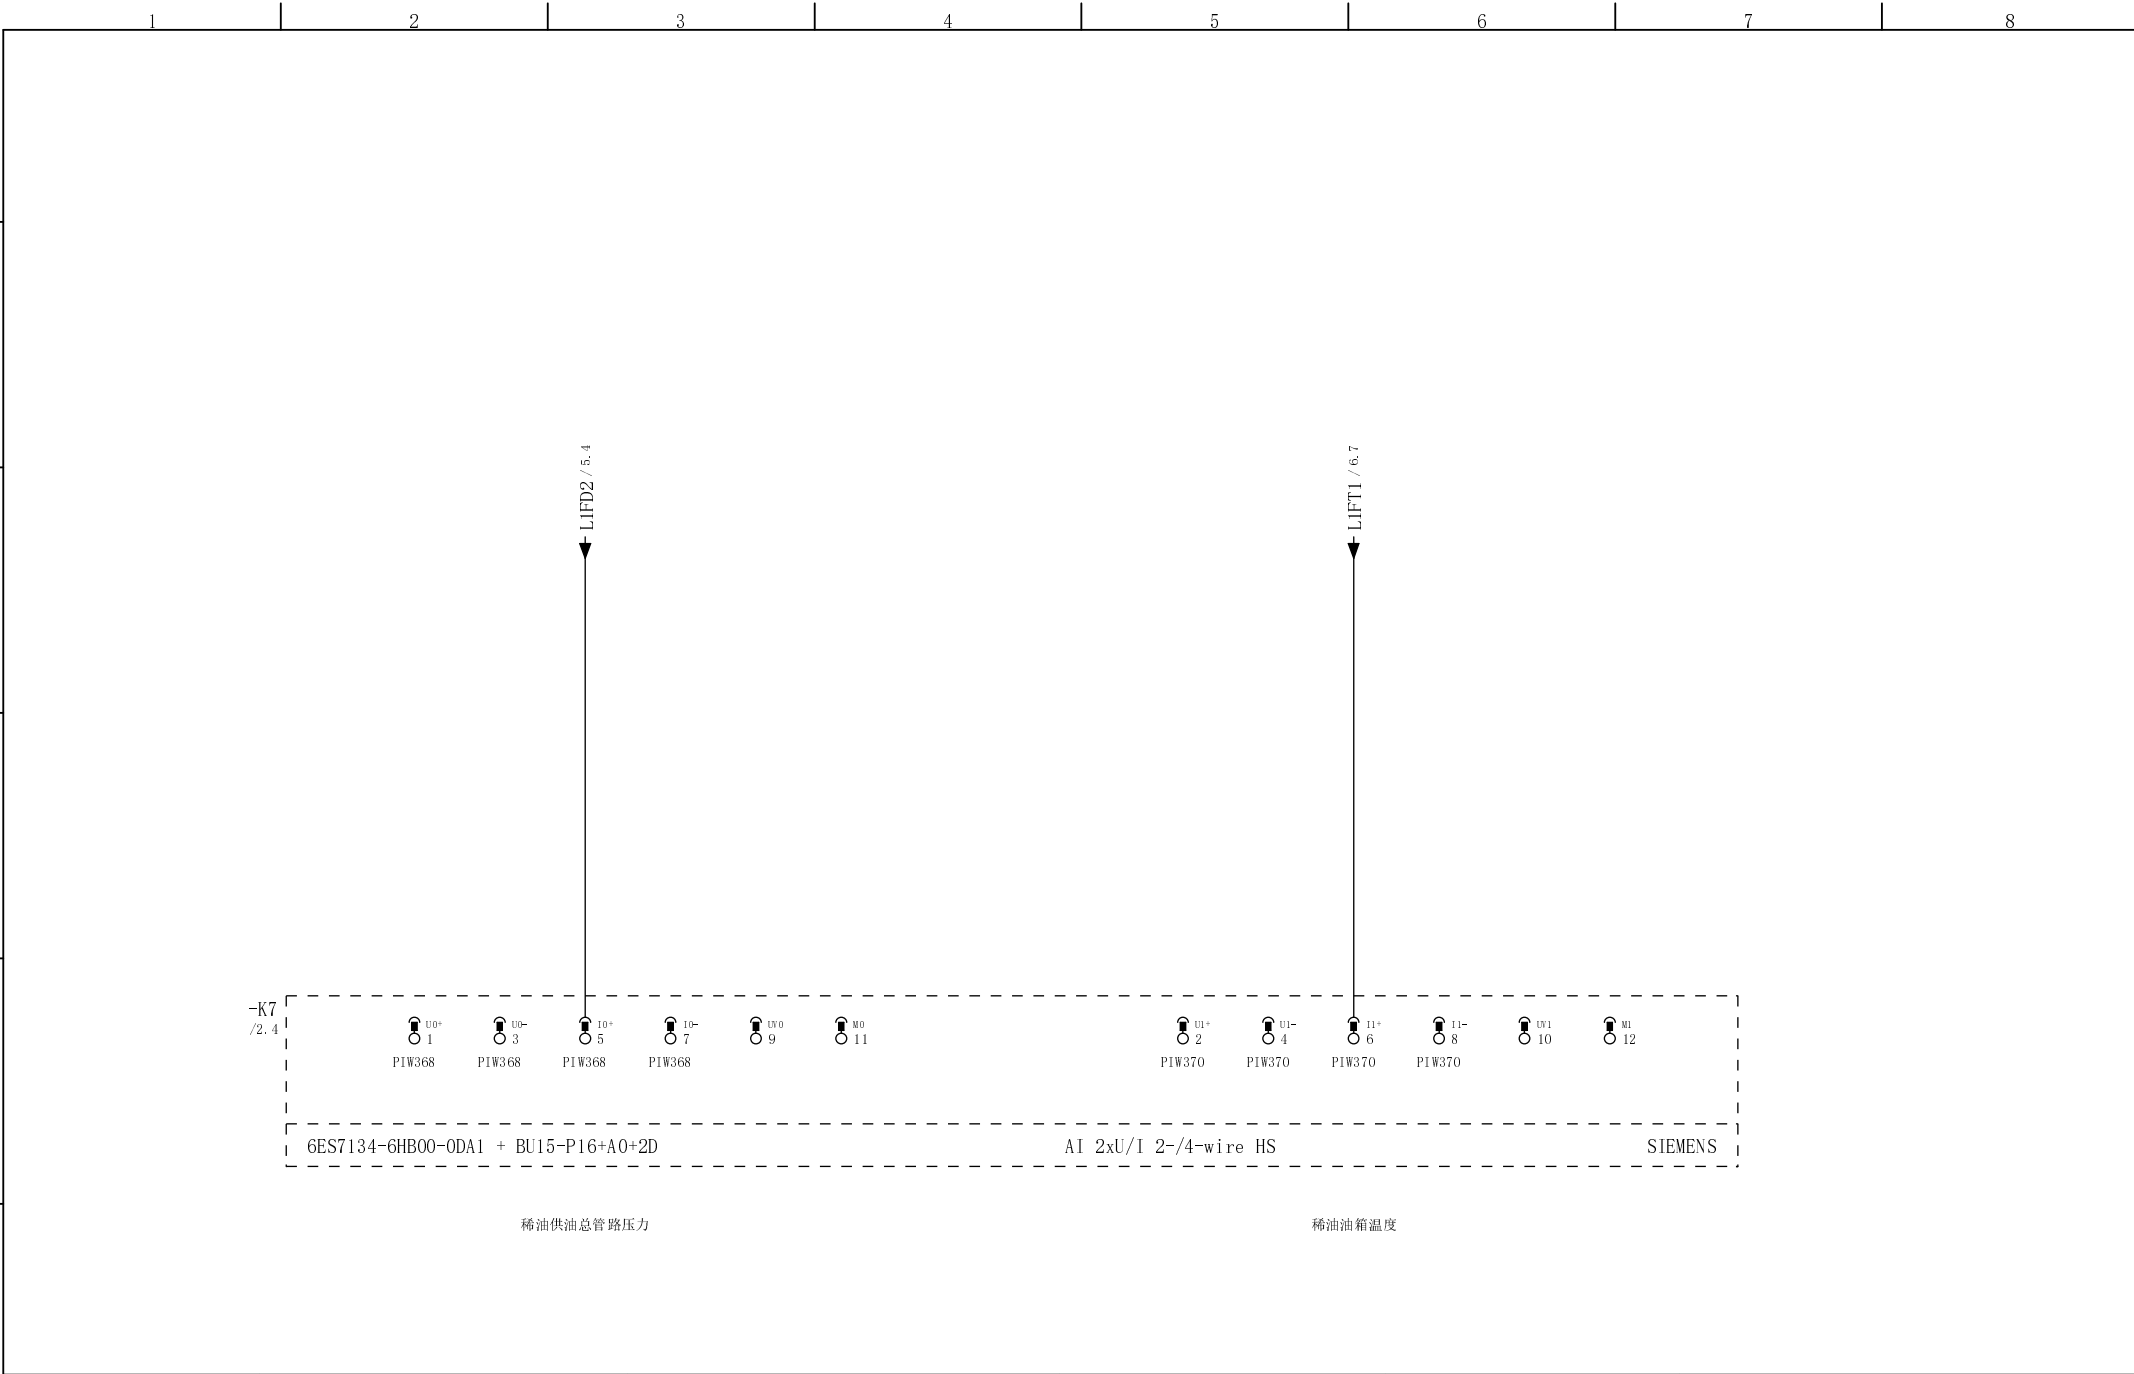 1 2 3 4 5 6 7 8
L1FD2 / 5.4
L1FT1 / 6.7
-K7
/2.4
U0+ U0- I0+ I0- UV0 M0 U1+ U1- I1+ I1- UV1 M1
1 3 5 7 9 11 2 4 6 8 10 12
PIW368 PIW368 PIW368 PIW368 PIW370 PIW370 PIW370 PIW370
6ES7134-6HB00-0DA1 + BU15-P16+A0+2D AI 2xU/I 2-/4-wire HS SIEMENS
稀油供油总管路压力 稀油油箱温度